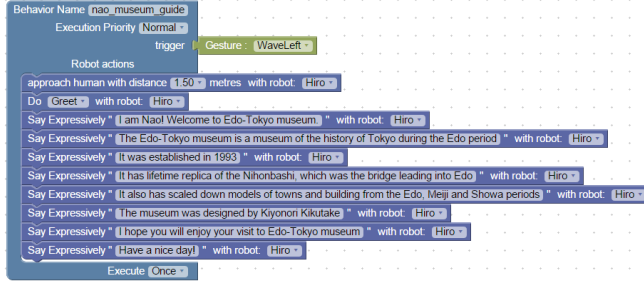 Behavior Name nao_museum_guide
Execution Priority Normal
trigger Gesture : WaveLeft
Robot actions
approach human with distance 1.50 metres with robot: Hiro
Do Greet with robot: Hiro
Say Expressively " I am Nao! Welcome to Edo-Tokyo museum. " with robot: Hiro
Say Expressively " The Edo-Tokyo museum is a museum of the history of Tokyo during the Edo period " with robot: Hiro
Say Expressively " It was established in 1993 " with robot: Hiro
Say Expressively " It has lifetime replica of the Nihonbashi, which was the bridge leading into Edo " with robot: Hiro
Say Expressively " It also has scaled down models of towns and building from the Edo, Meiji and Showa periods " with robot: Hiro
Say Expressively " The museum was designed by Kiyonori Kikutake " with robot: Hiro
Say Expressively " I hope you will enjoy your visit to Edo-Tokyo museum " with robot: Hiro
Say Expressively " Have a nice day! " with robot: Hiro
Execute Once